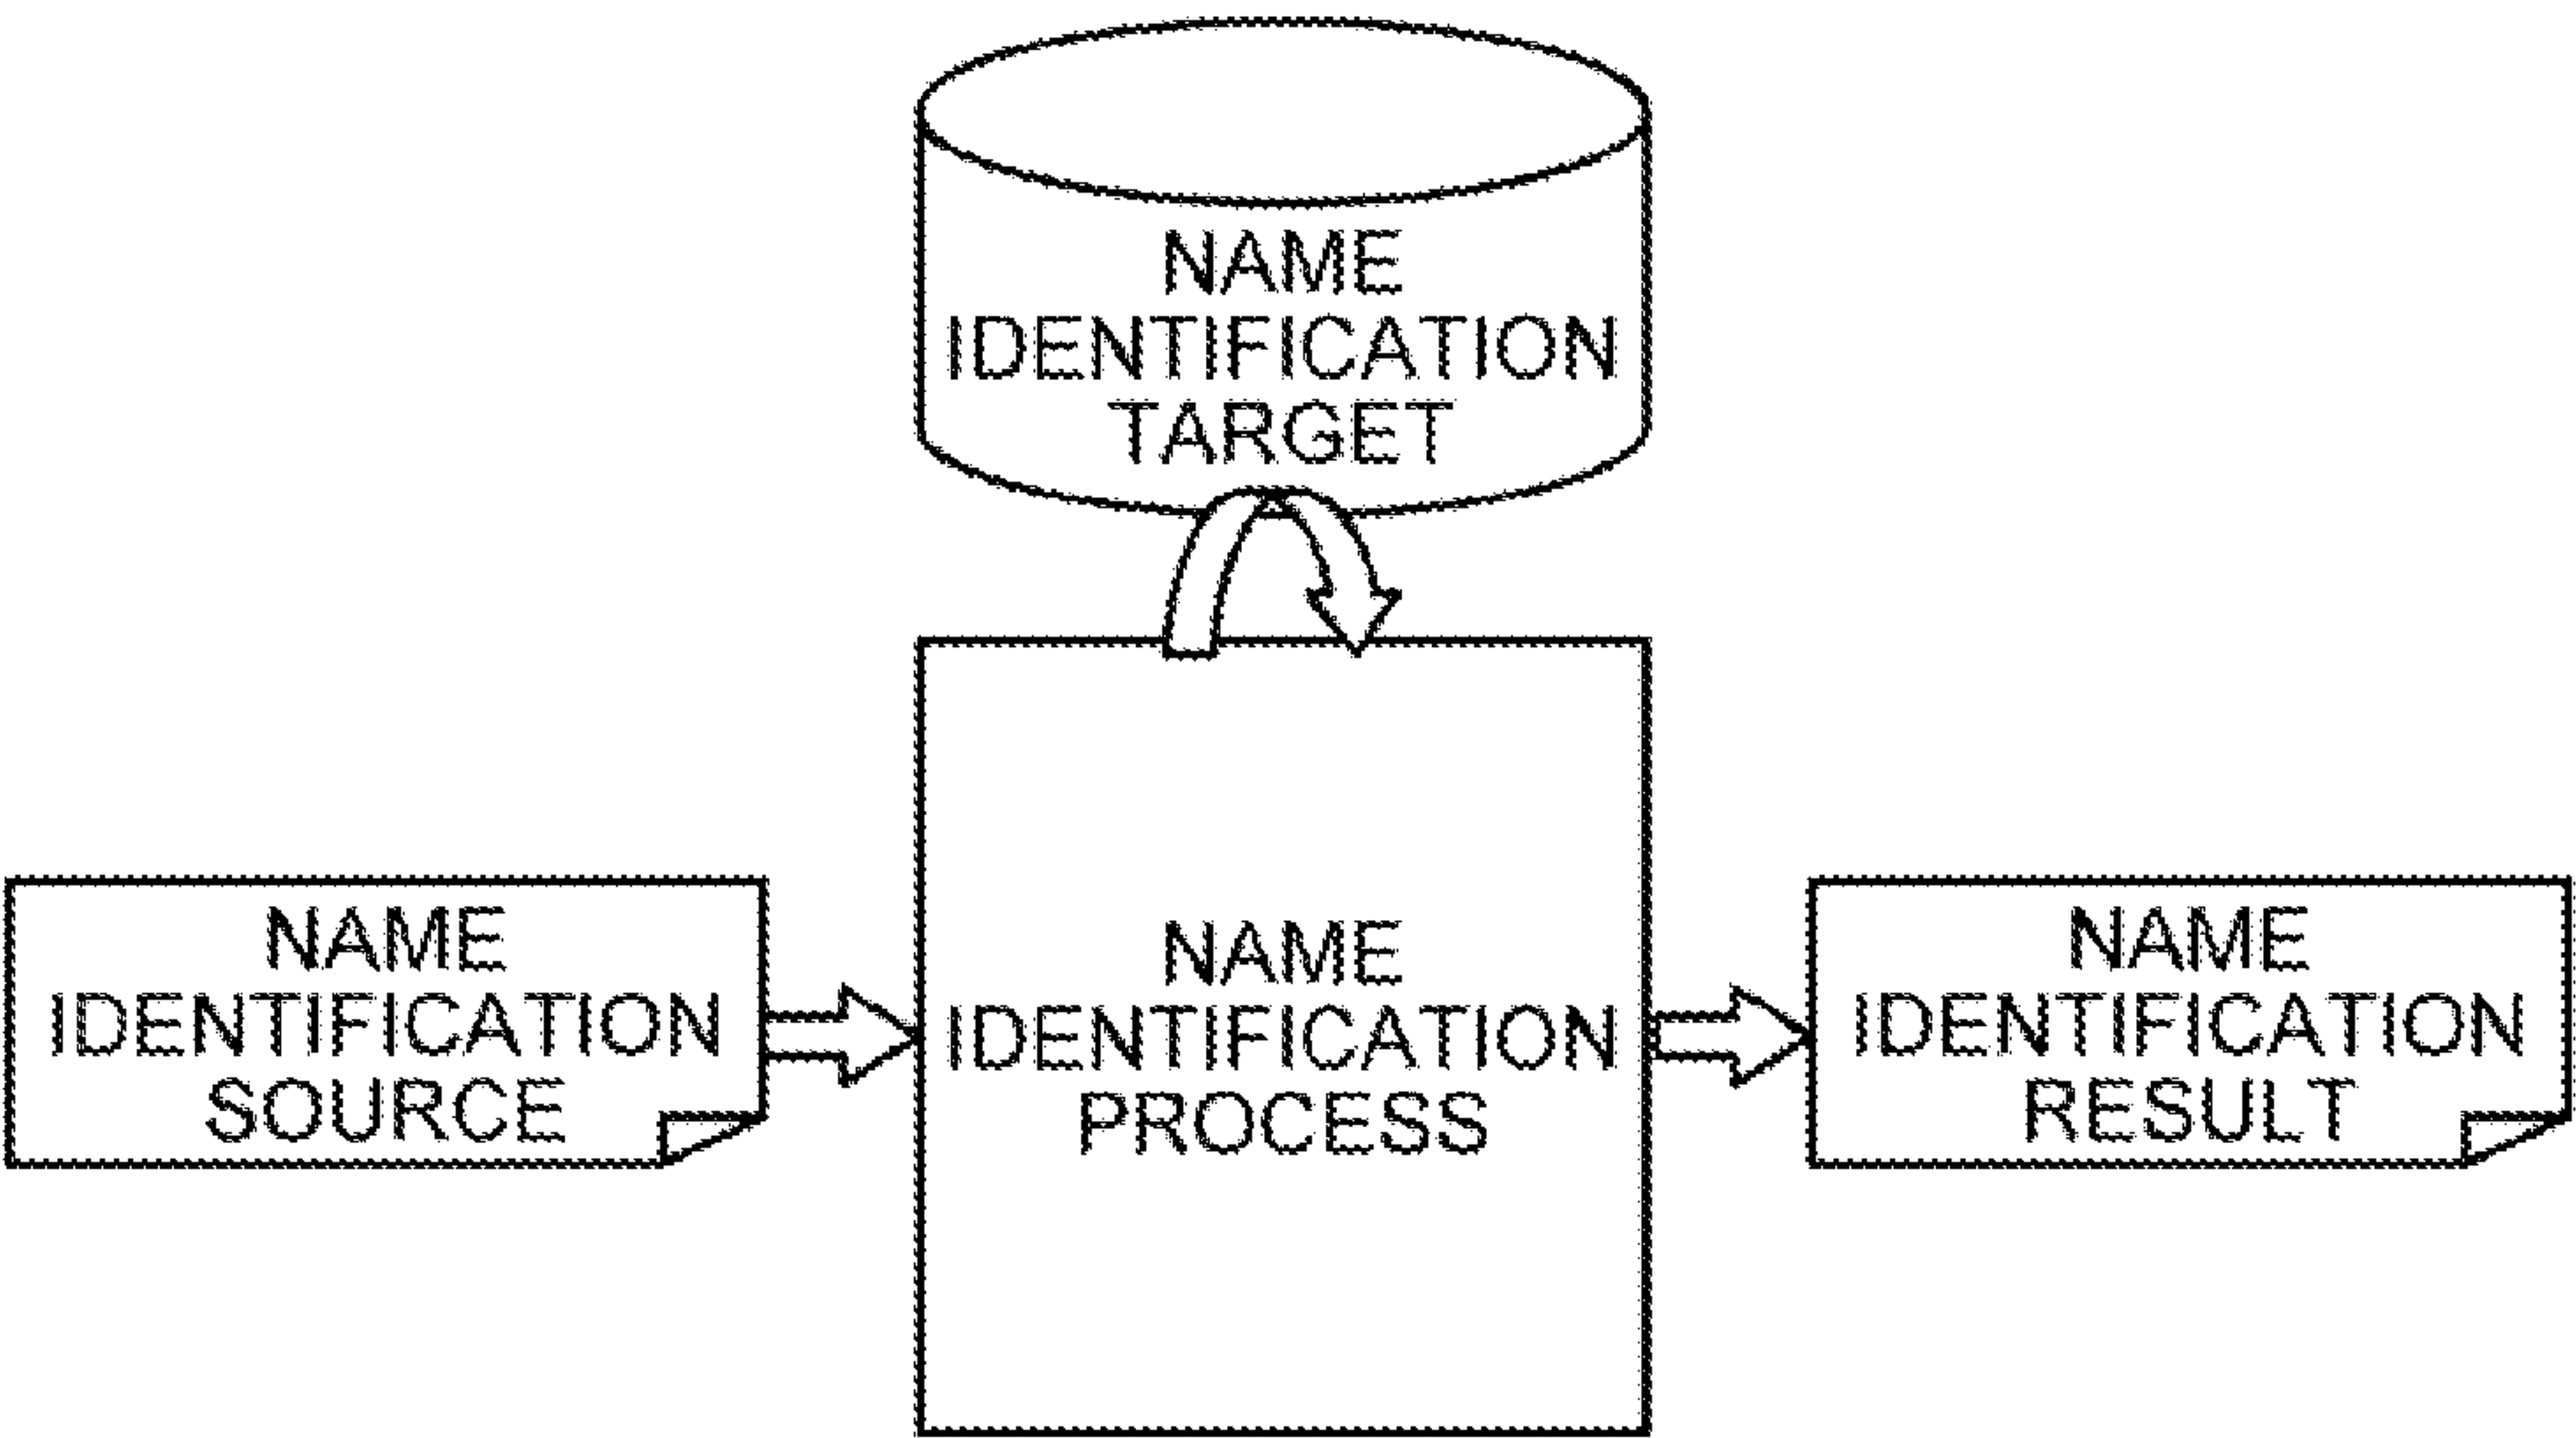 NAME
IDENTIFICATION
TARGET
NAME
IDENTIFICATION
SOURCE
NAME
IDENTIFICATION
PROCESS
NAME
IDENTIFICATION
RESULT